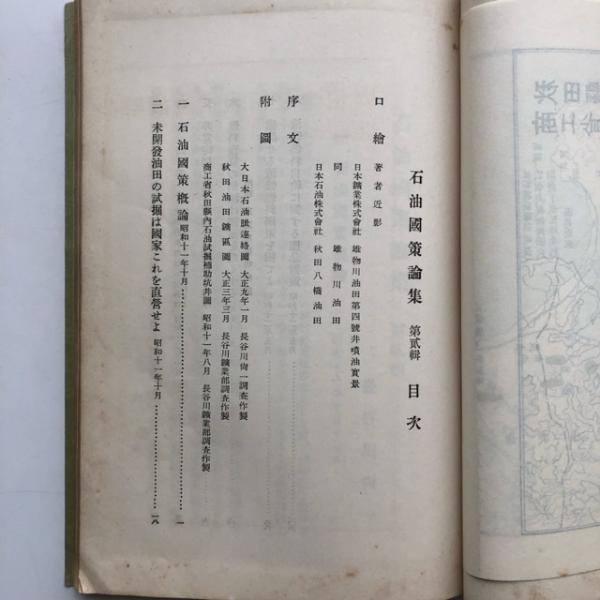 石油國策論集 第貳輯 目次
口繪
著者近影
日本鑛業株式會社 雄物川油田第四號井噴油實景
同 雄物川油田
日本石油株式會社 秋田八橋油田
序文
附圖
大日本石油脈連絡圖 大正九年一月 長谷川尙一調査作製
秋田油田鑛區圖 大正三年三月 長谷川鑛業部調査作製
商工省秋田縣內石油試掘補助坑井圖 昭和十一年八月 長谷川鑛業部調査作製
一 石油國策槪論 昭和十一年十月 …… 一
二 未開發油田の試掘は國家これを直營せよ 昭和十一年十月 …… 一八